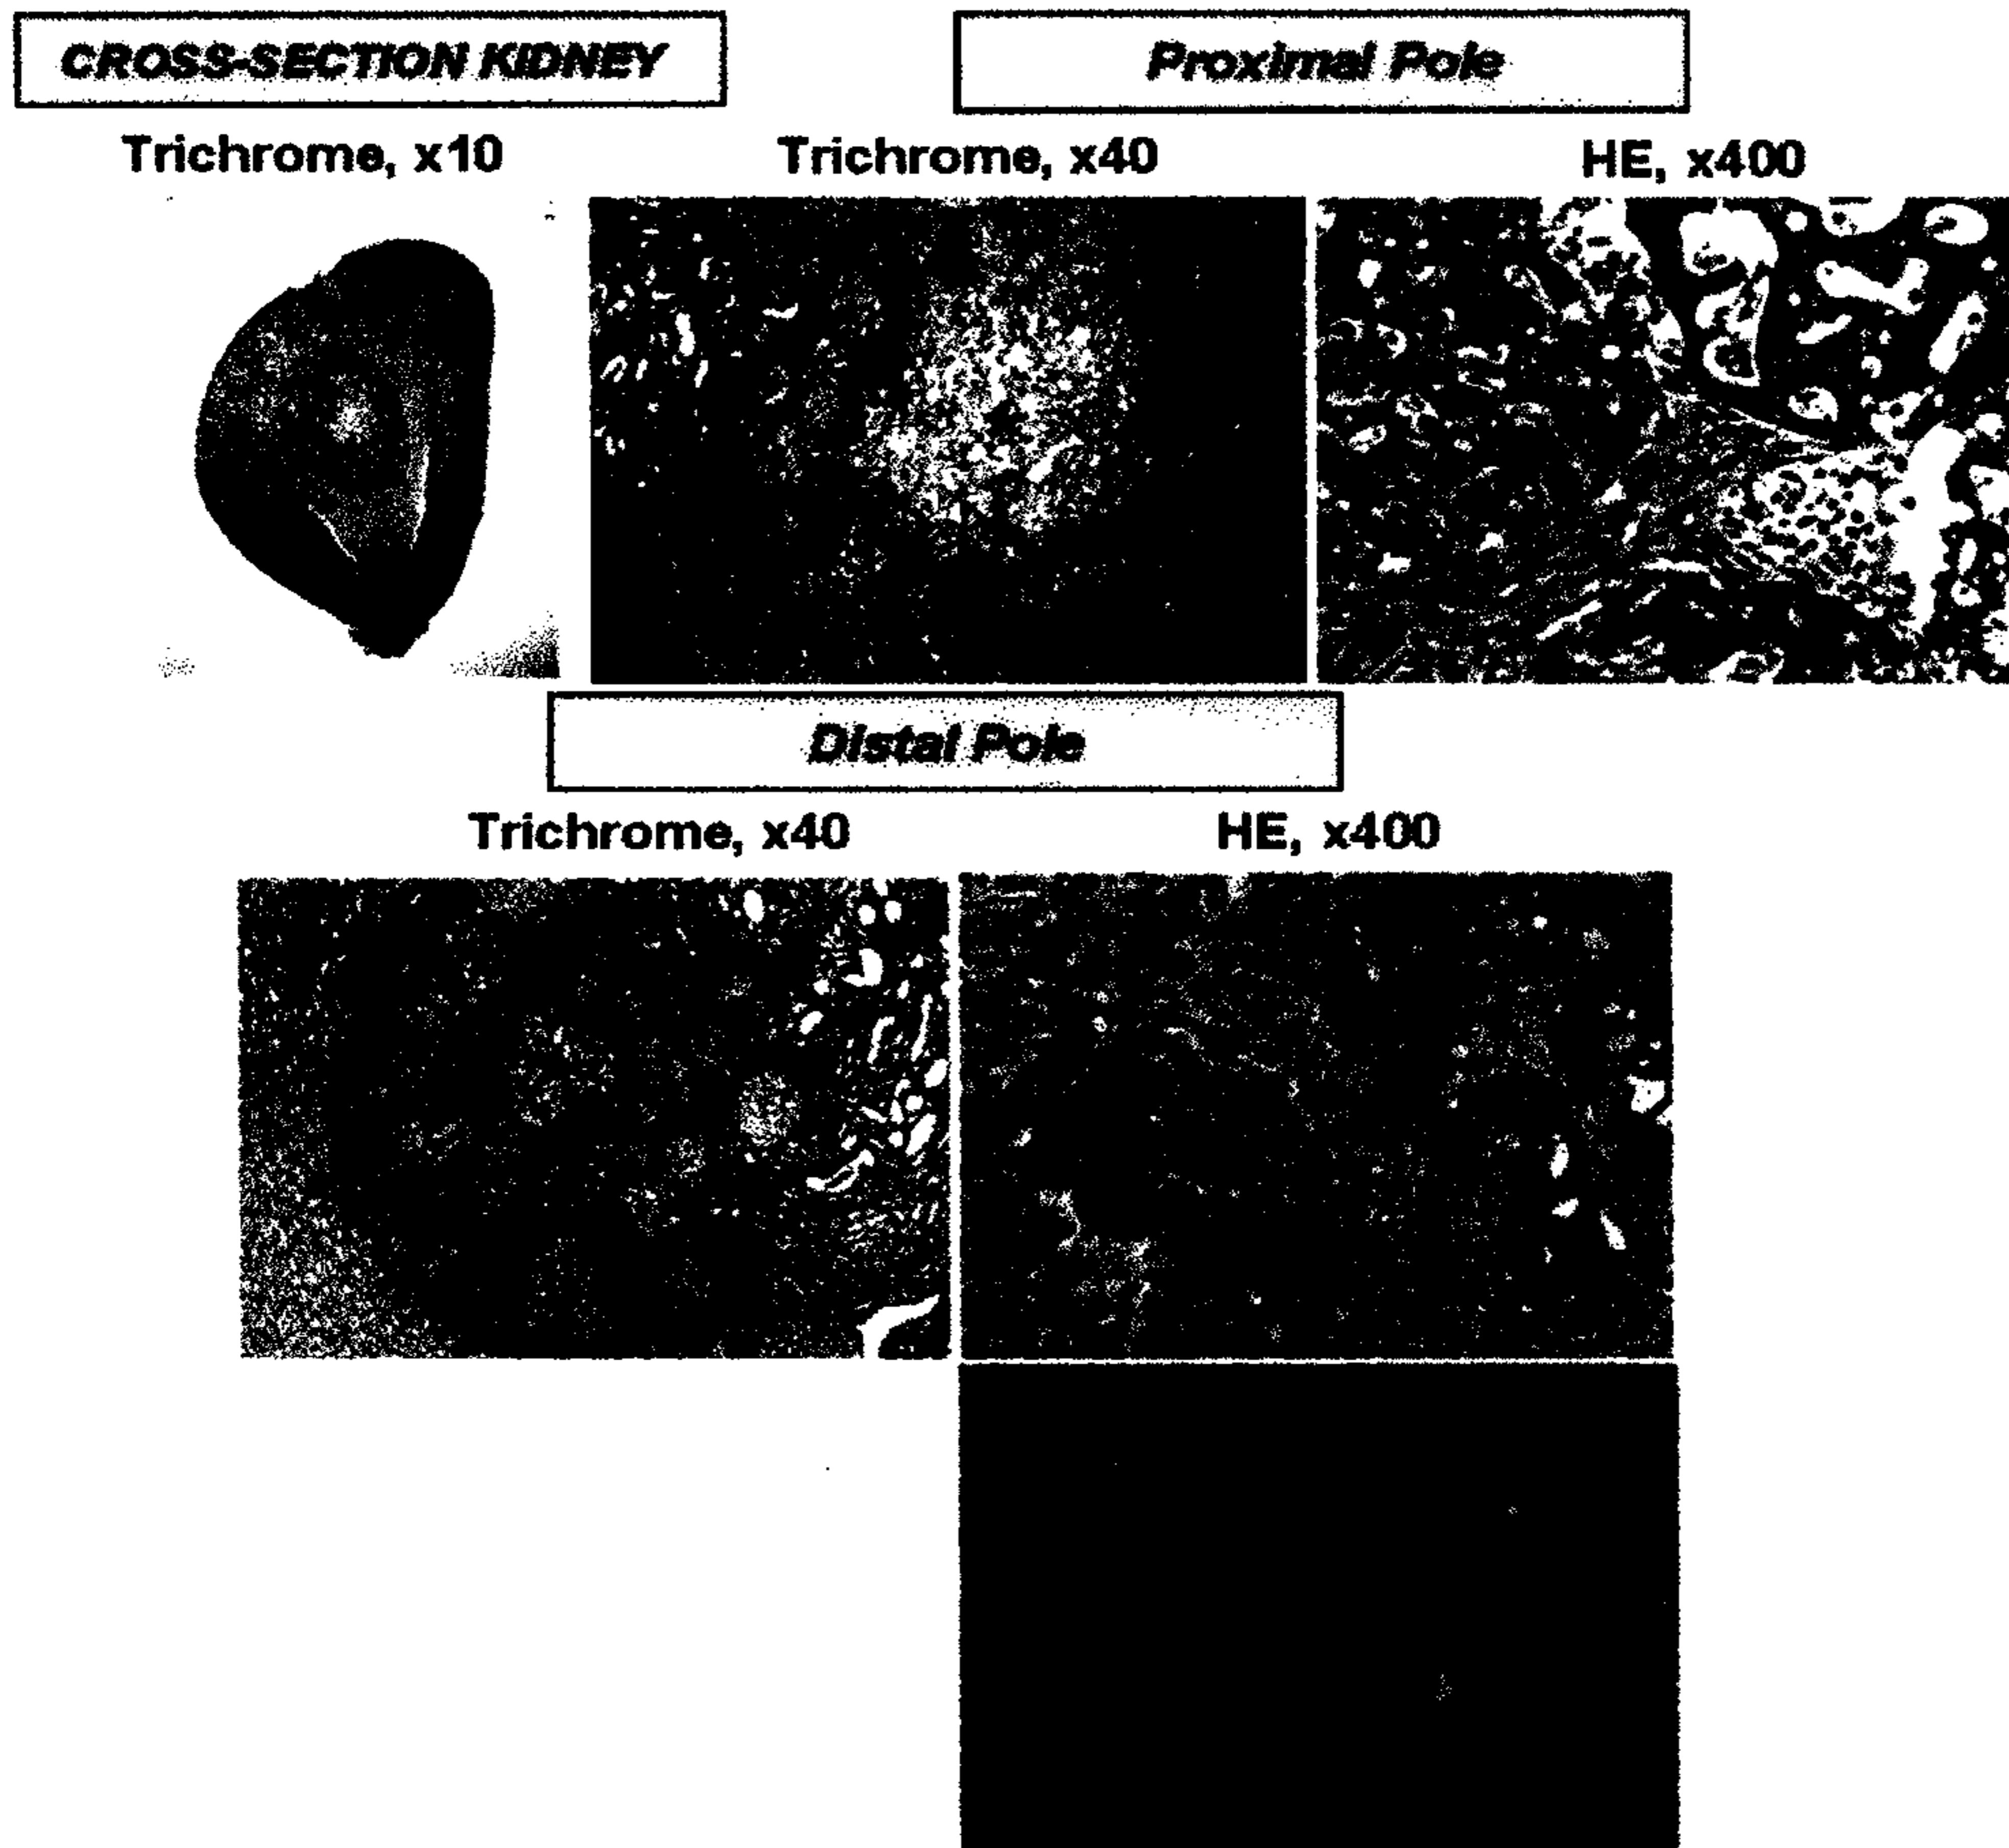 CROSS-SECTION KIDNEY
Proximal Pole
Trichrome, x10
Trichrome, x40
HE, x400
Distal Pole
Trichrome, x40
HE, x400